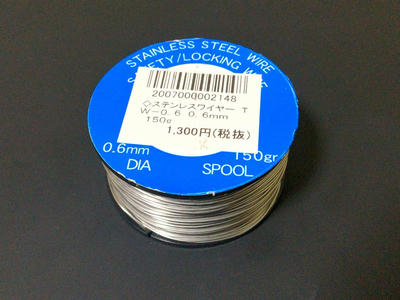 STAINLESS STEEL WIRE
SAFETY/LOCKING WIRE
200700002148
◇ステンレスワイヤー T
W-0.6 0.6mm
150g
1,300円(税抜)
0.6mm
DIA
150gr
SPOOL